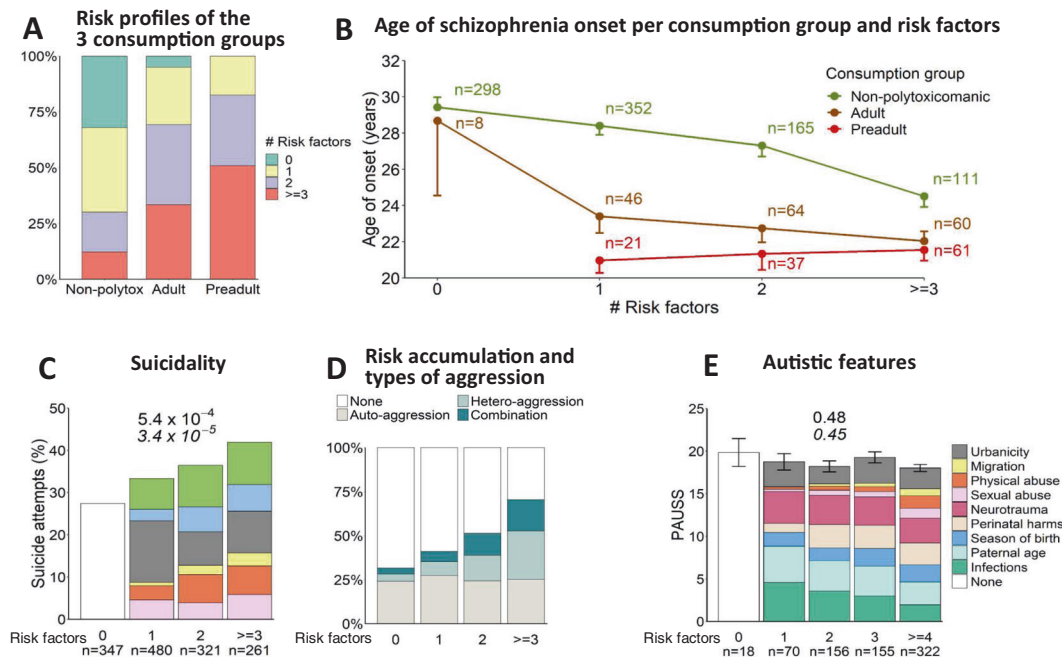 A
Risk profiles of the
3 consumption groups
100%
75%
50%
25%
0%
Non-polytox Adult Preadult
# Risk factors
0
1
2
>=3
B
Age of schizophrenia onset per consumption group and risk factors
Age of onset (years)
32
30
28
26
24
22
20
n=298
n=352
n=165
n=111
n=8
n=46
n=64
n=60
n=21
n=37
n=61
Consumption group
Non-polytoxicomanic
Adult
Preadult
0 1 2 >=3
# Risk factors
C
Suicidality
5.4 x 10⁻⁴
3.4 x 10⁻⁵
Suicide attempts (%)
50
40
30
20
10
0
Risk factors 0 1 2 >=3
n=347 n=480 n=321 n=261
D
Risk accumulation and
types of aggression
None Hetero-aggression
Auto-aggression Combination
100%
75%
50%
25%
0%
Risk factors 0 1 2 >=3
E
Autistic features
0.48
0.45
PAUSS
25
20
15
10
5
0
Urbanicity
Migration
Physical abuse
Sexual abuse
Neurotrauma
Perinatal harms
Season of birth
Paternal age
Infections
None
Risk factors 0 1 2 3 >=4
n=18 n=70 n=156 n=155 n=322